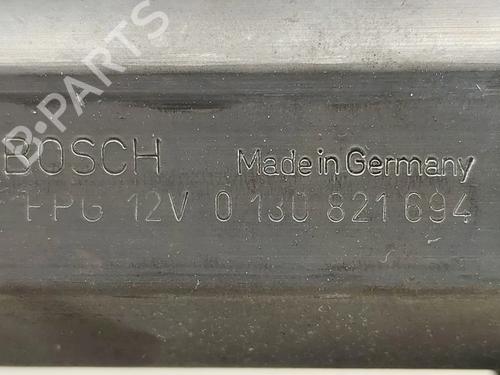 B-PARTS
BOSCH Made in Germany
FPG 12V 0 130 821 694